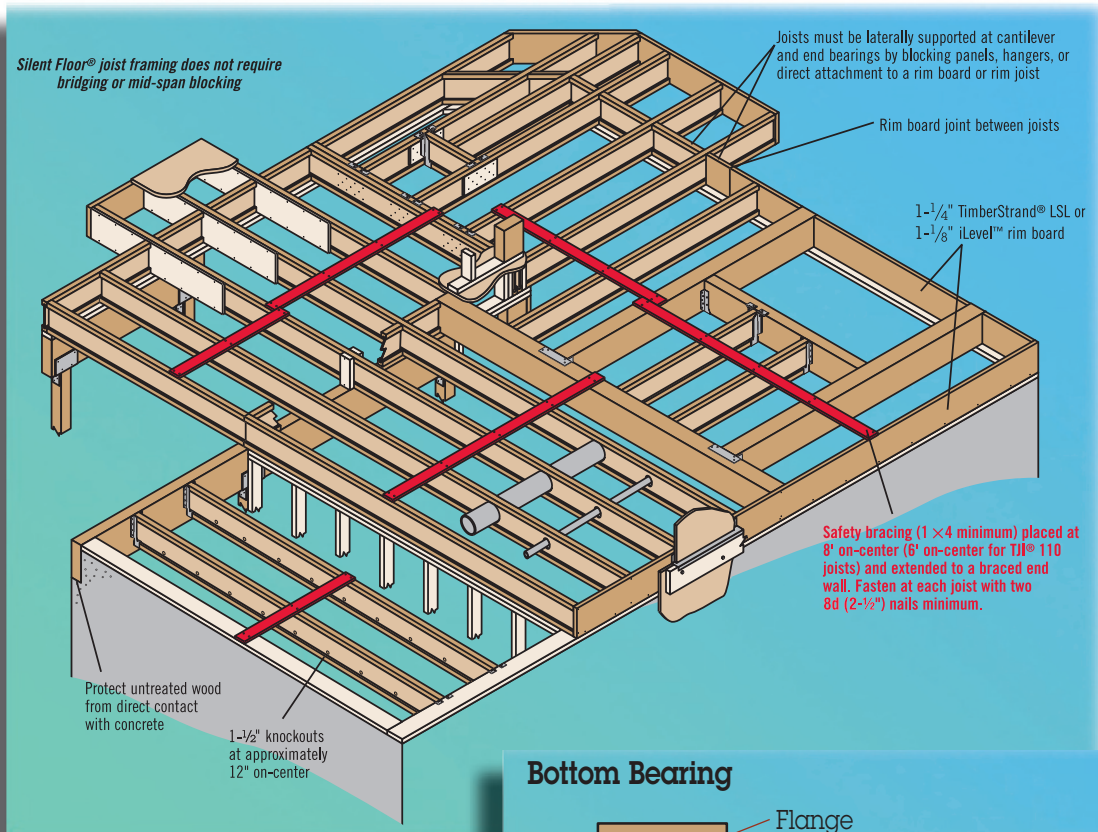 Silent Floor® joist framing does not require
bridging or mid-span blocking
Joists must be laterally supported at cantilever
and end bearings by blocking panels, hangers, or
direct attachment to a rim board or rim joist
Rim board joint between joists
1-1/4" TimberStrand® LSL or
1-1/8" iLevel™ rim board
Safety bracing (1 ×4 minimum) placed at
8' on-center (6' on-center for TJI® 110
joists) and extended to a braced end
wall. Fasten at each joist with two
8d (2-½") nails minimum.
Protect untreated wood
from direct contact
with concrete
1-½" knockouts
at approximately
12" on-center
Bottom Bearing
Flange